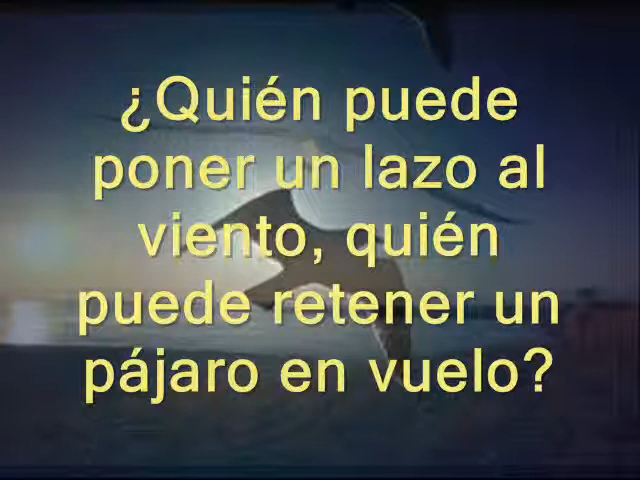 ¿Quién puede
poner un lazo al
viento, quién
puede retener un
pájaro en vuelo?